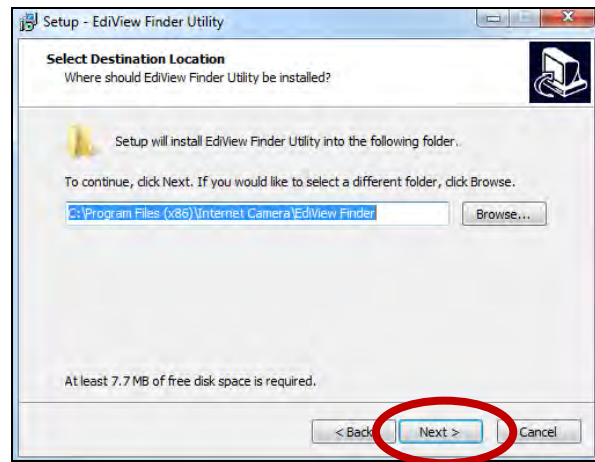 Setup - EdiView Finder Utility
Select Destination Location
Where should EdiView Finder Utility be installed?
Setup will install EdiView Finder Utility into the following folder.
To continue, click Next. If you would like to select a different folder, click Browse.
C:\Program Files (x86)\Internet Camera\EdiView Finder
Browse...
At least 7.7 MB of free disk space is required.
< Back
Next >
Cancel